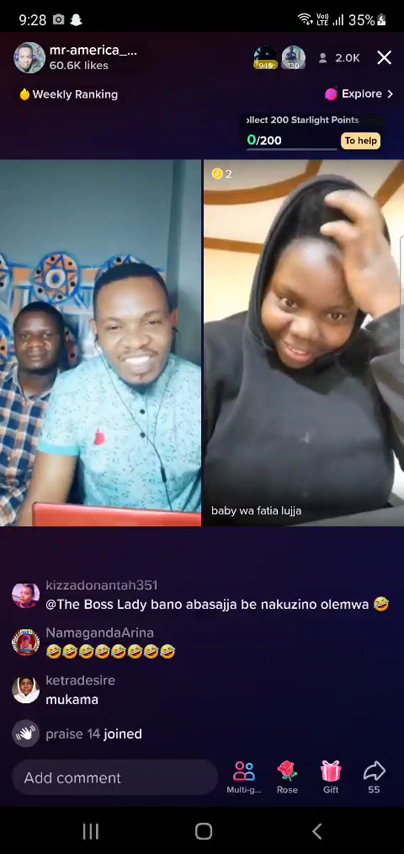 9:28
Vo)) LTE 35%
mr-america_...
60.6K likes
2.0K
Weekly Ranking
Explore >
ollect 200 Starlight Points
0/200
To help
2
baby wa fatia lujja
kizzadonantah351
@The Boss Lady bano abasajja be nakuzino olemwa 🤣
NamagandaArina
🤣🤣🤣🤣🤣🤣🤣🤣
ketradesire
mukama
praise 14 joined
Add comment
Multi-g...
Rose
Gift
55